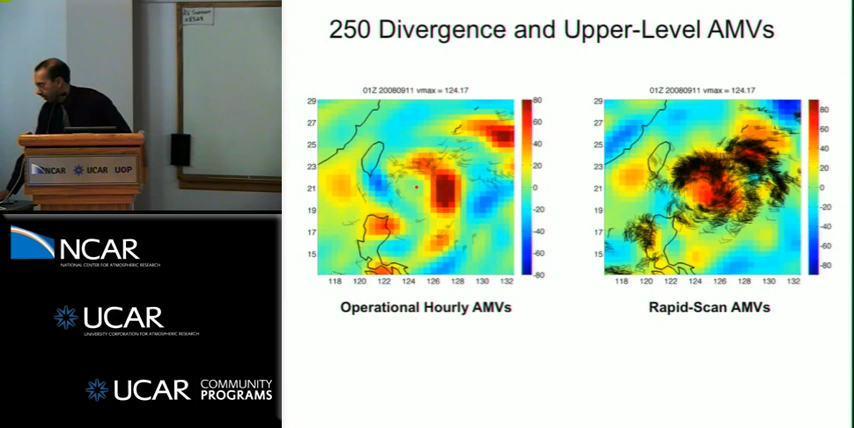 250 Divergence and Upper-Level AMVs
NCAR UCAR UOP
NCAR
NATIONAL CENTER FOR ATMOSPHERIC RESEARCH
UCAR
UNIVERSITY CORPORATION FOR ATMOSPHERIC RESEARCH
UCAR COMMUNITY
PROGRAMS
01Z 20080911 vmax = 124.17
29
27
25
23
21
19
17
15
118 120 122 124 126 128 130 132
80
60
40
20
0
-20
-40
-60
-80
Operational Hourly AMVs
01Z 20080911 vmax = 124.17
29
27
25
23
21
19
17
15
118 120 122 124 126 128 130 132
80
60
40
20
0
-20
-40
-60
-80
Rapid-Scan AMVs